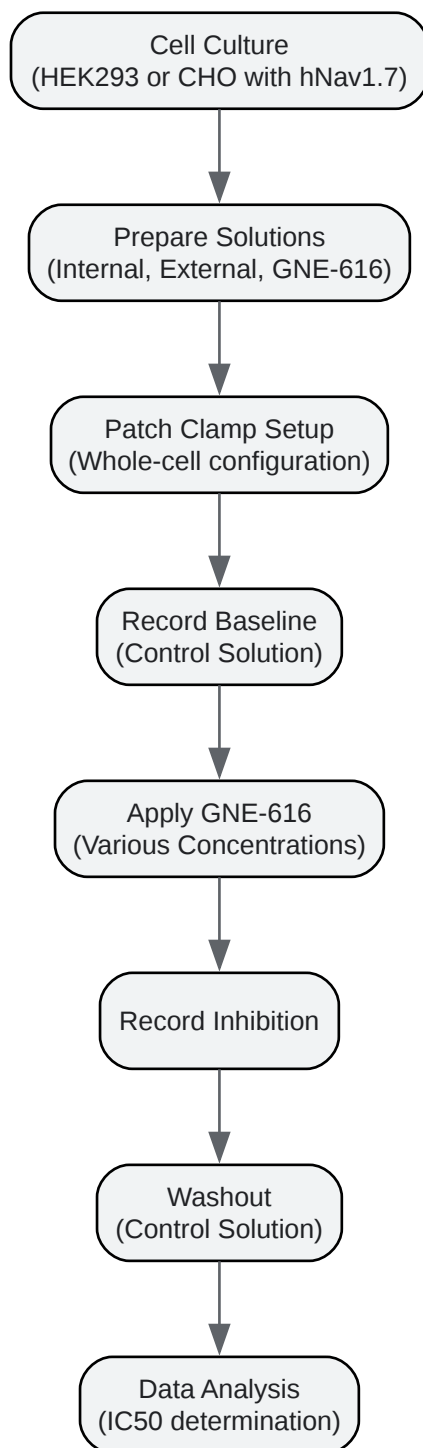 Cell Culture
(HEK293 or CHO with hNav1.7)
Prepare Solutions
(Internal, External, GNE-616)
Patch Clamp Setup
(Whole-cell configuration)
Record Baseline
(Control Solution)
Apply GNE-616
(Various Concentrations)
Record Inhibition
Washout
(Control Solution)
Data Analysis
(IC50 determination)